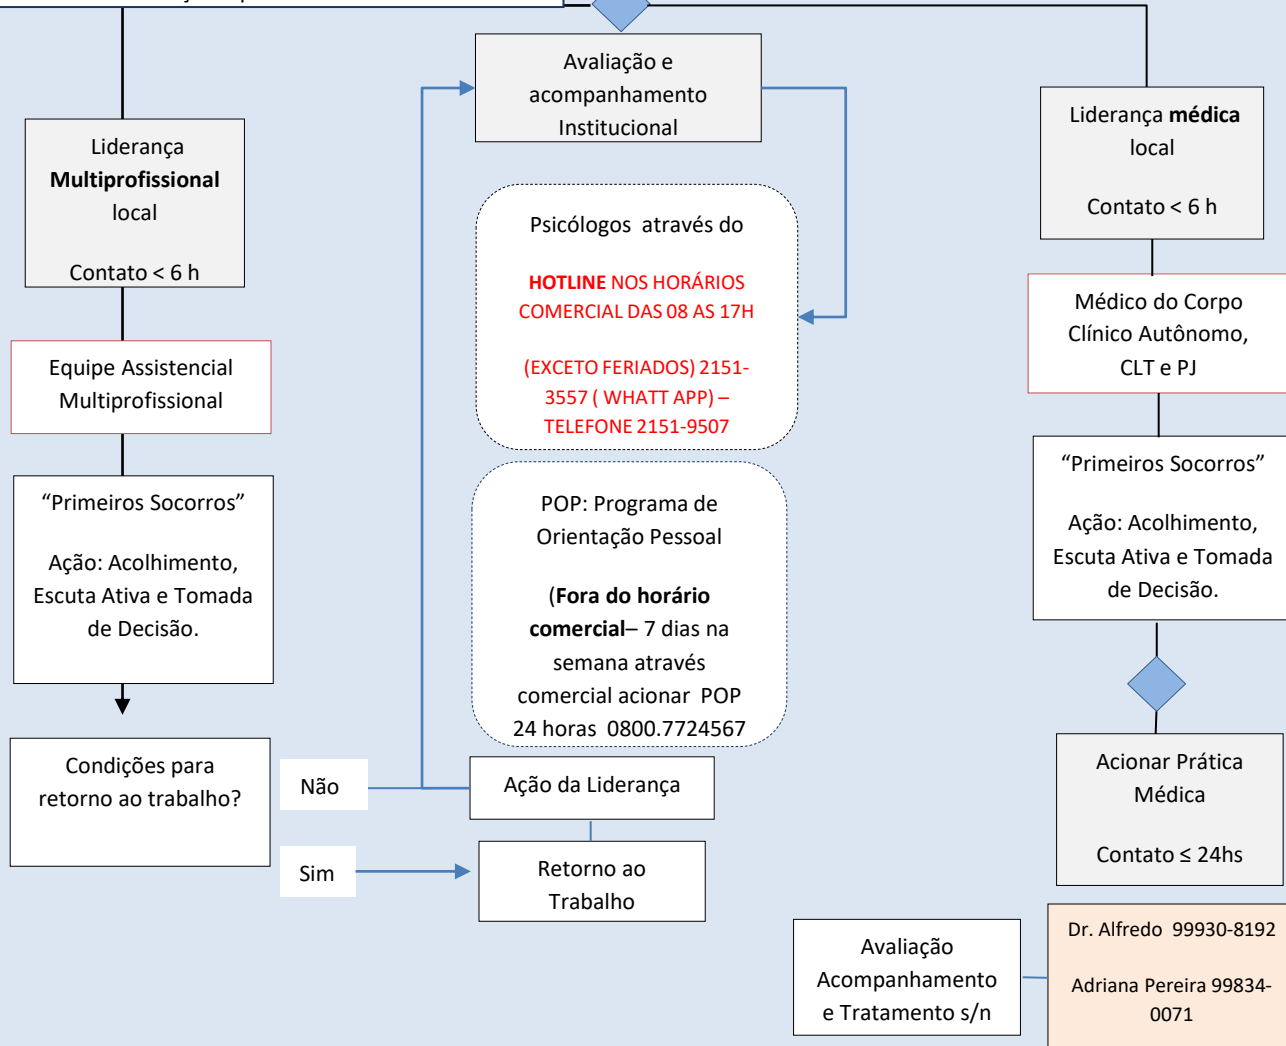 Avaliação e
acompanhamento
Institucional
Liderança
Multiprofissional
local
Contato < 6 h
Equipe Assistencial
Multiprofissional
“Primeiros Socorros”
Ação: Acolhimento,
Escuta Ativa e Tomada
de Decisão.
Condições para
retorno ao trabalho?
Não
Sim
Psicólogos através do
HOTLINE NOS HORÁRIOS
COMERCIAL DAS 08 AS 17H
(EXCETO FERIADOS) 2151-
3557 ( WHATT APP) –
TELEFONE 2151-9507
POP: Programa de
Orientação Pessoal
(Fora do horário
comercial– 7 dias na
semana através
comercial acionar POP
24 horas 0800.7724567
Ação da Liderança
Retorno ao
Trabalho
Liderança médica
local
Contato < 6 h
Médico do Corpo
Clínico Autônomo,
CLT e PJ
“Primeiros Socorros”
Ação: Acolhimento,
Escuta Ativa e Tomada
de Decisão.
Acionar Prática
Médica
Contato ≤ 24hs
Avaliação
Acompanhamento
e Tratamento s/n
Dr. Alfredo 99930-8192
Adriana Pereira 99834-
0071